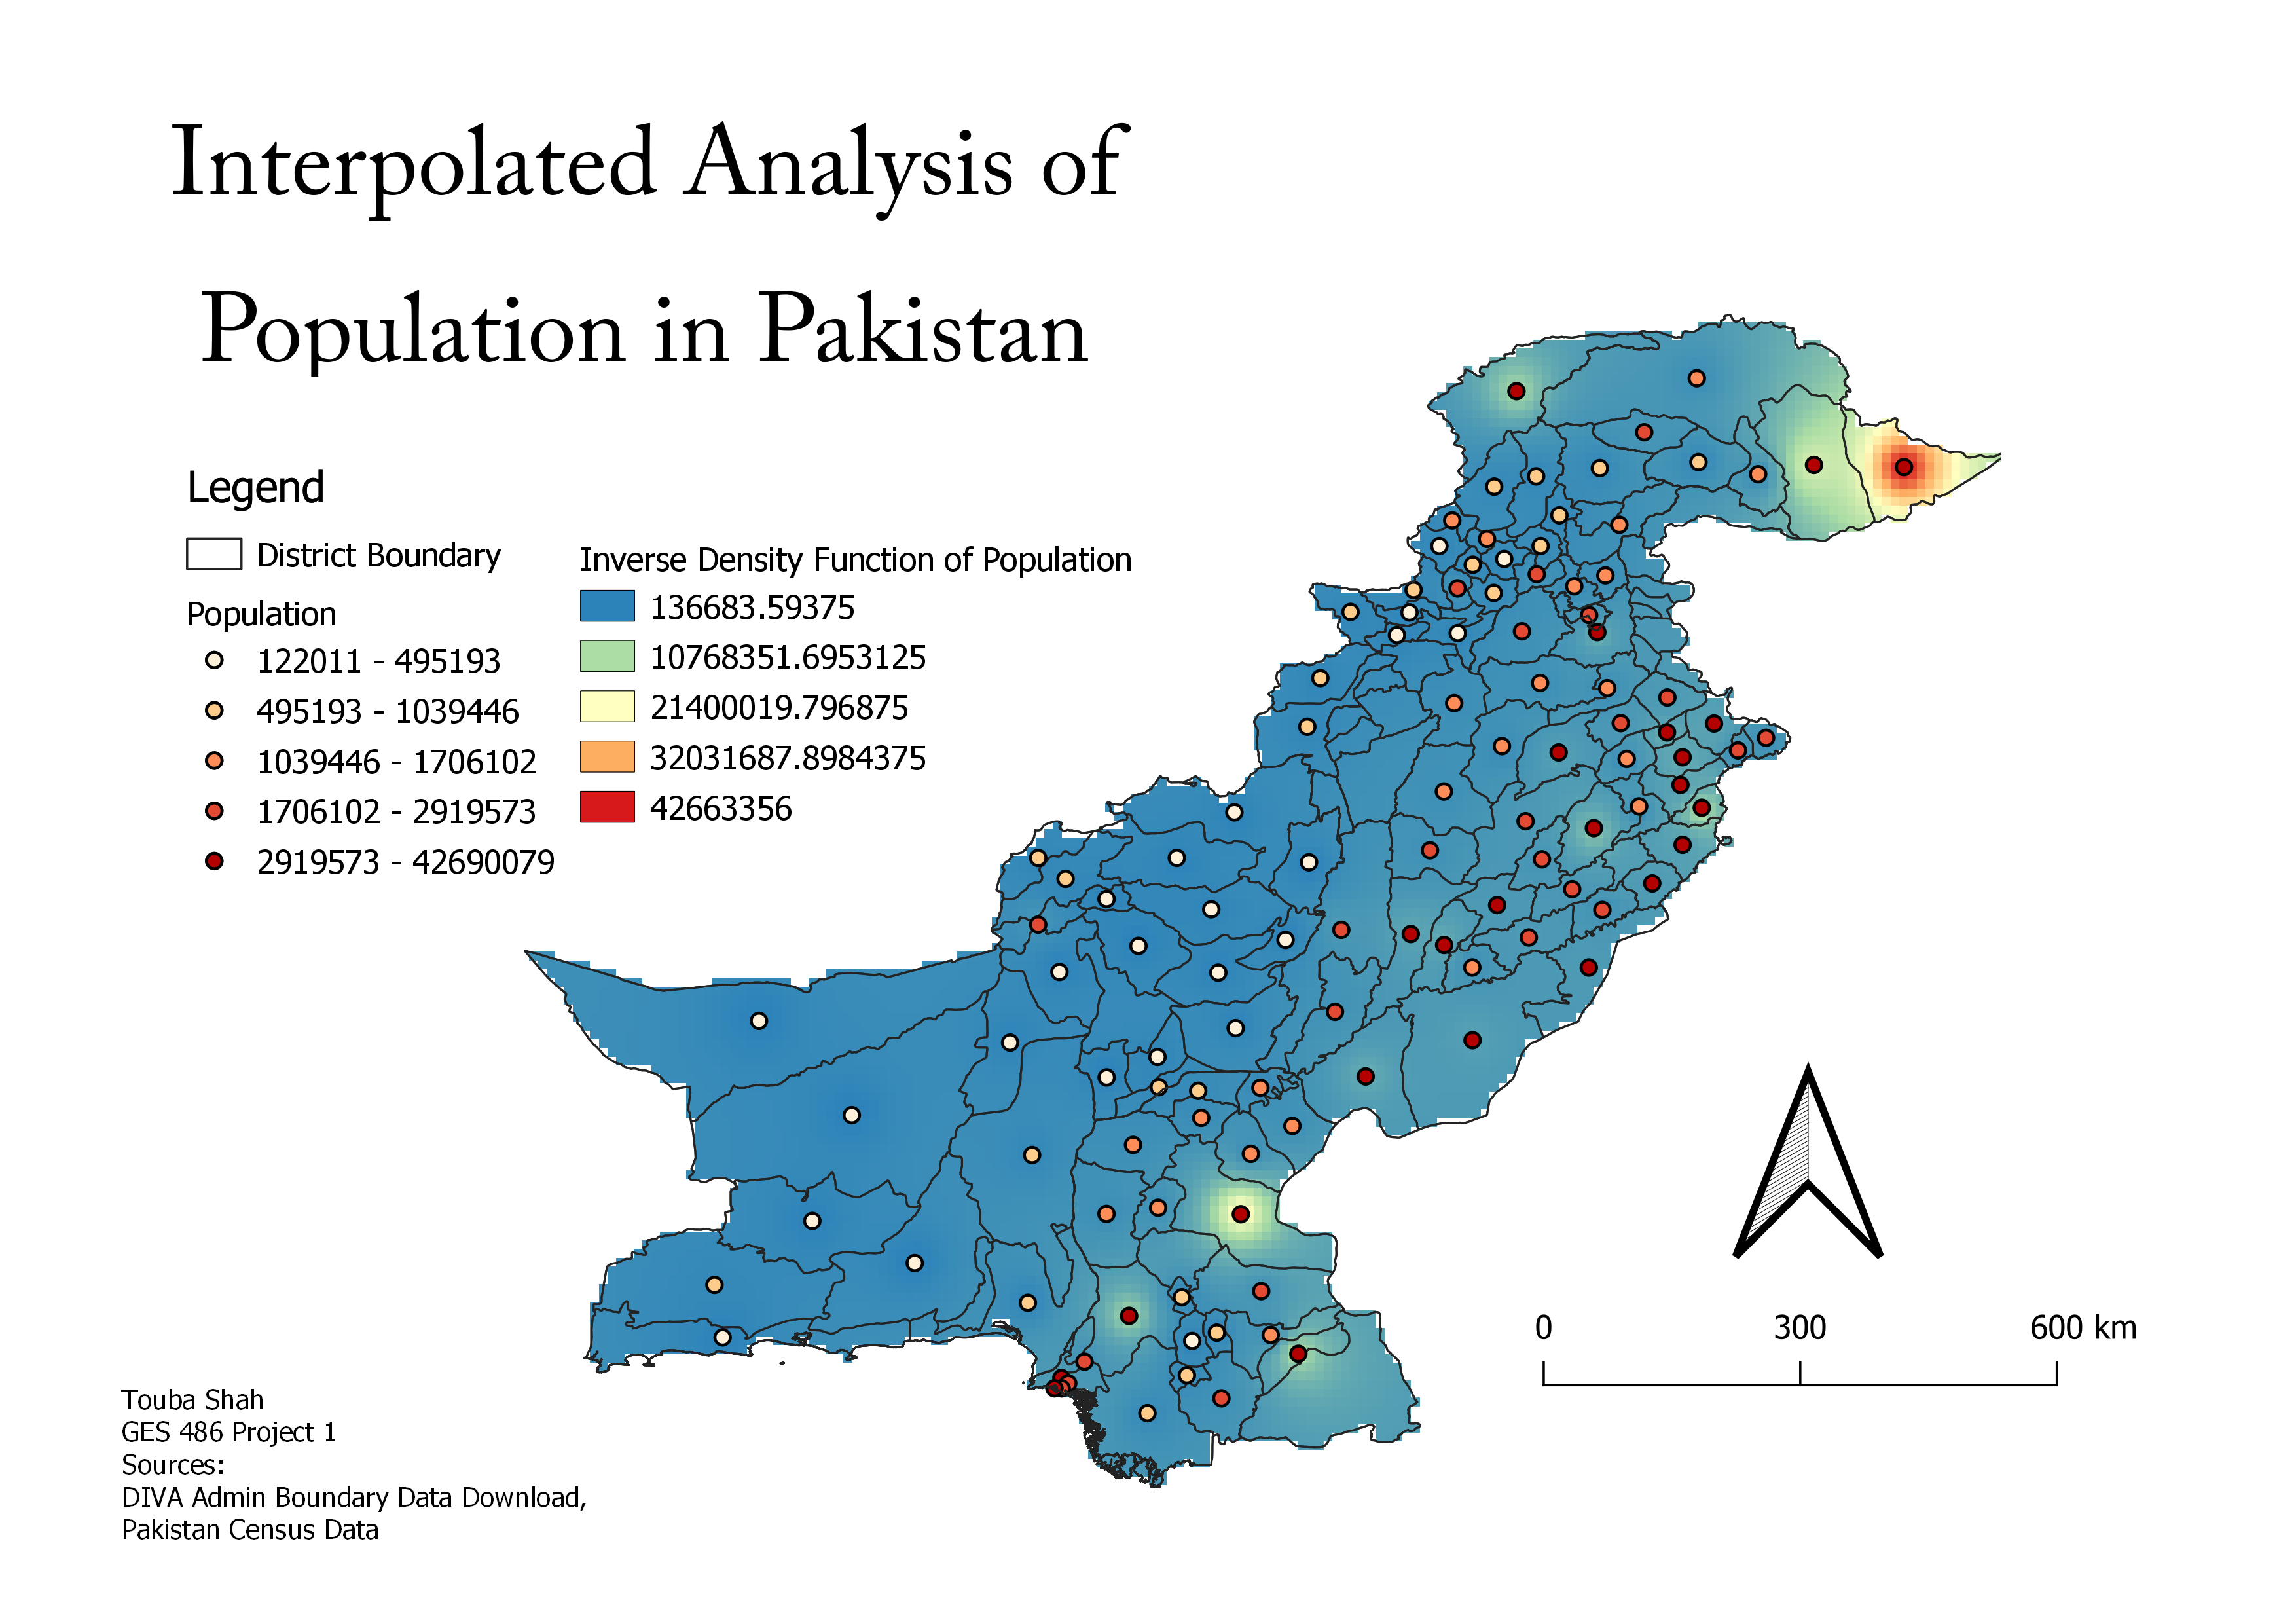 Interpolated Analysis of
Population in Pakistan
Legend
District Boundary
Population
122011 - 495193
495193 - 1039446
1039446 - 1706102
1706102 - 2919573
2919573 - 42690079
Inverse Density Function of Population
136683.59375
10768351.6953125
21400019.796875
32031687.8984375
42663356
0 300 600 km
Touba Shah
GES 486 Project 1
Sources:
DIVA Admin Boundary Data Download,
Pakistan Census Data